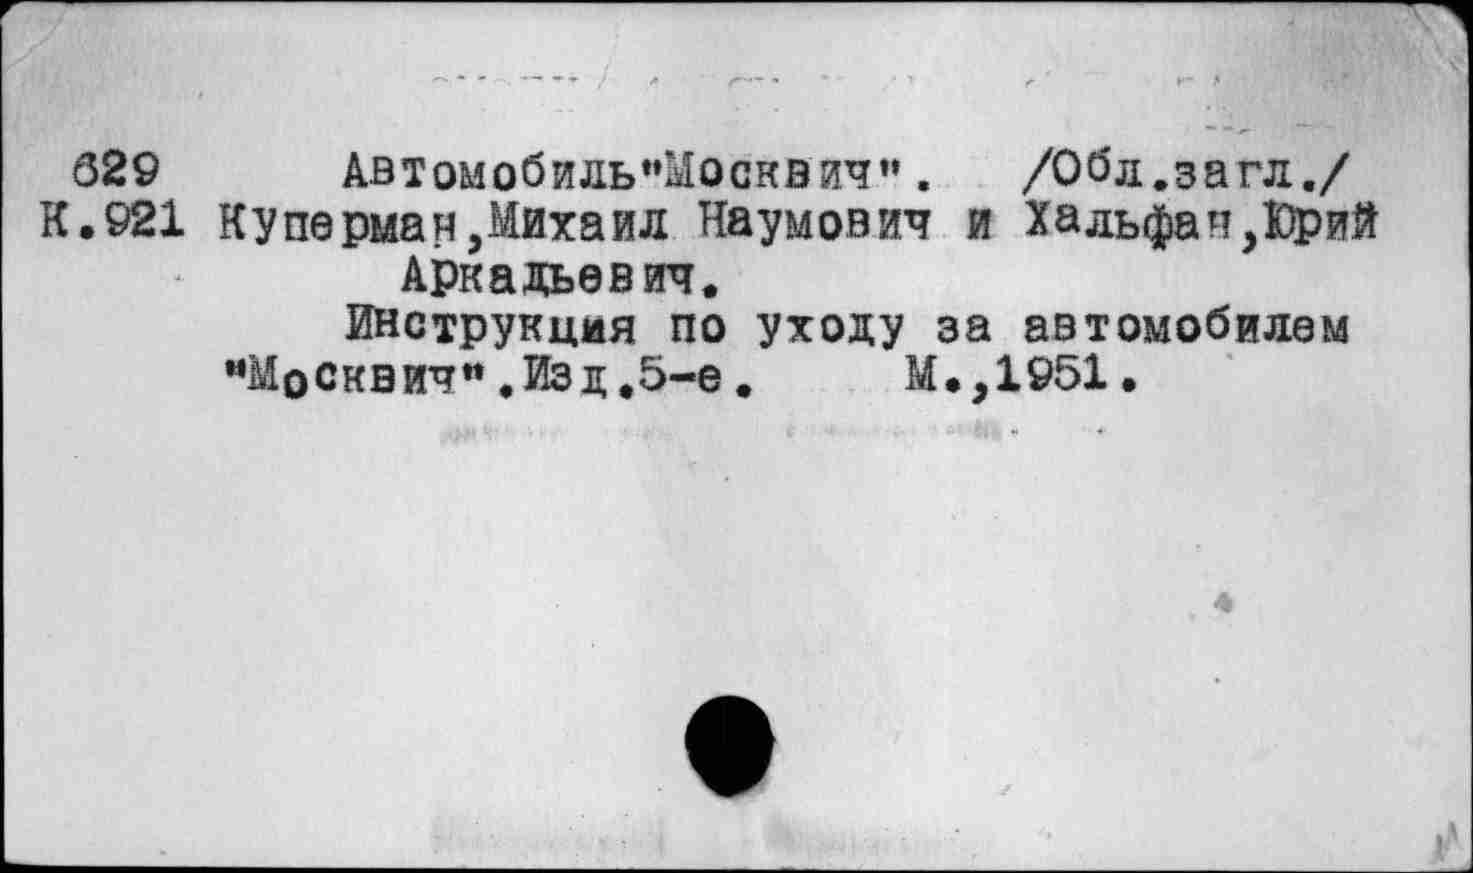 629 Автомобиль"Москвич". /Обл.загл./
К.921 Куперман,Михаил Наумович и Хальфан,Юрий
Аркадьевич.
Инструкция по уходу за автомобилем
"Москвич".Изд.5-е. М.,1951.